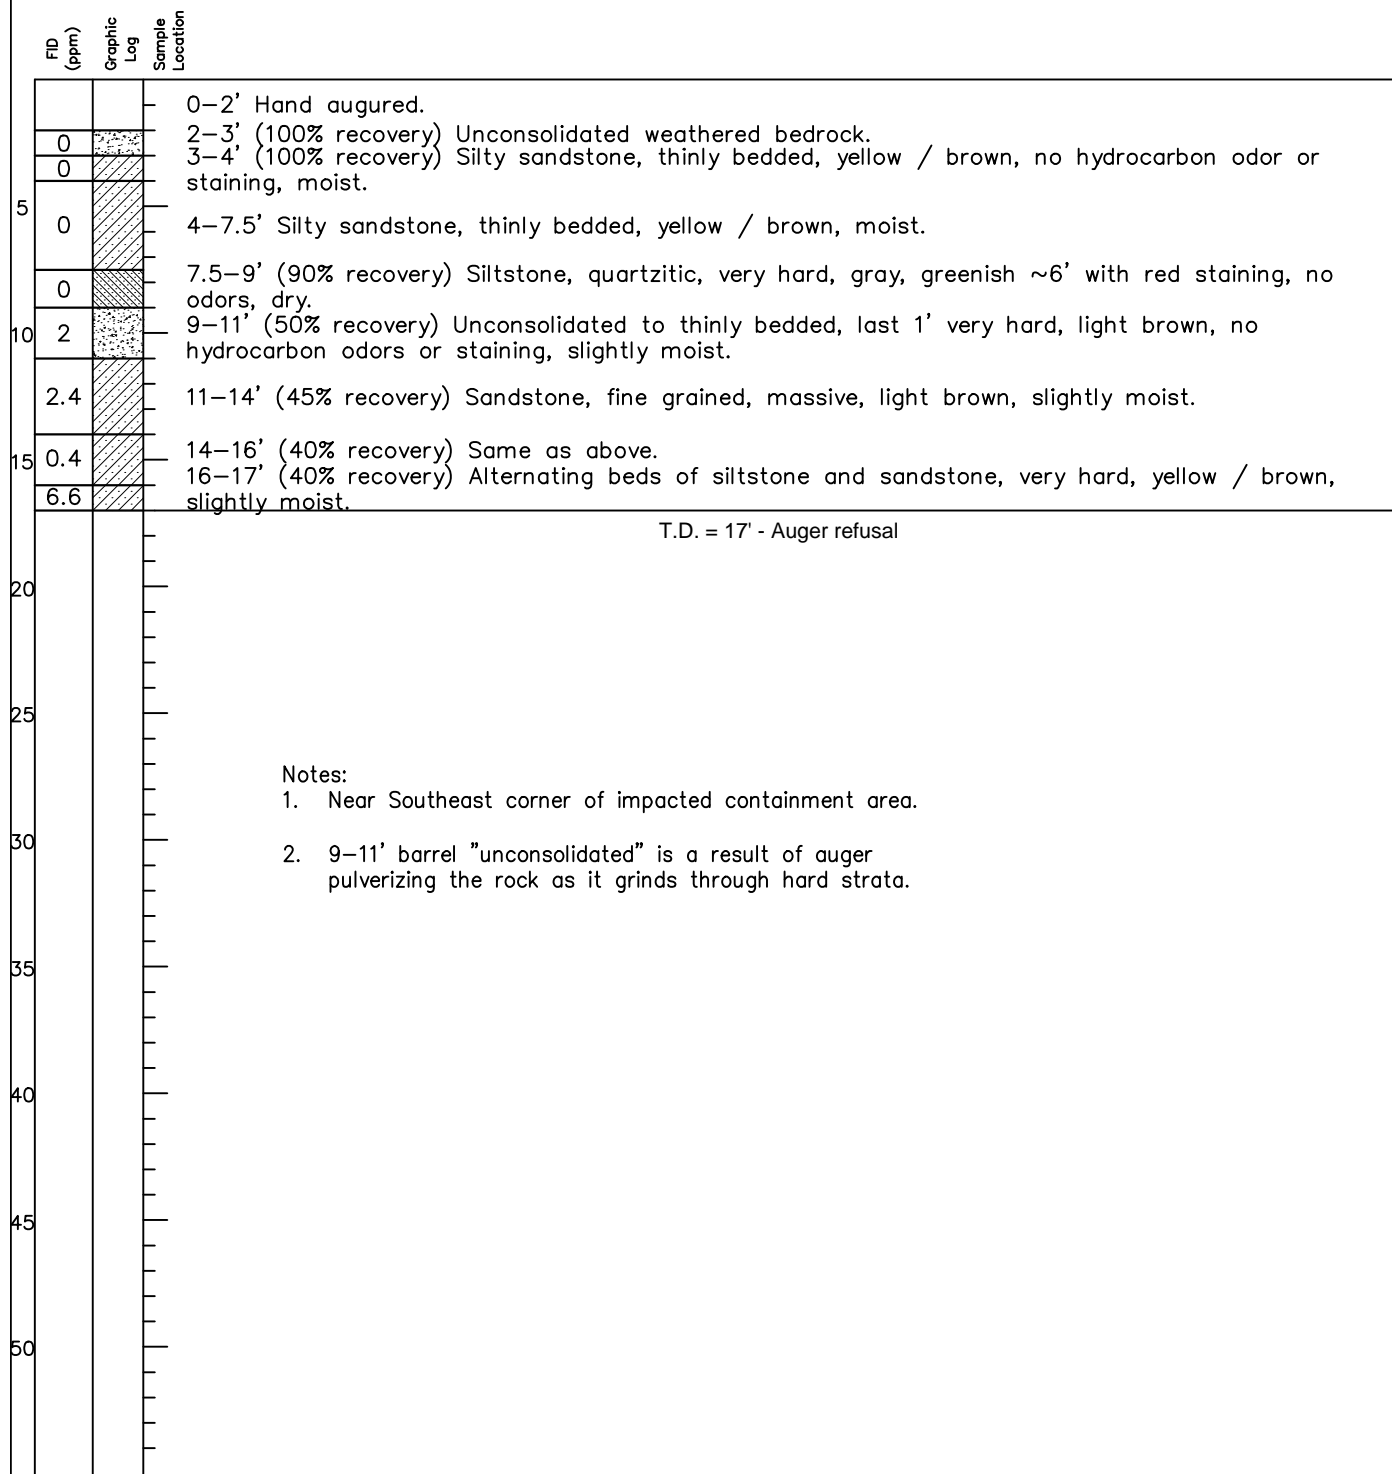 FID
(ppm)
Graphic
Log
Sample
Location
0–2' Hand augured.
2–3' (100% recovery) Unconsolidated weathered bedrock.
0
3–4' (100% recovery) Silty sandstone, thinly bedded, yellow / brown, no hydrocarbon odor or
0
staining, moist.
5
0
4–7.5' Silty sandstone, thinly bedded, yellow / brown, moist.
7.5–9' (90% recovery) Siltstone, quartzitic, very hard, gray, greenish ~6' with red staining, no
0
odors, dry.
9–11' (50% recovery) Unconsolidated to thinly bedded, last 1' very hard, light brown, no
10
2
hydrocarbon odors or staining, slightly moist.
2.4
11–14' (45% recovery) Sandstone, fine grained, massive, light brown, slightly moist.
14–16' (40% recovery) Same as above.
15
0.4
16–17' (40% recovery) Alternating beds of siltstone and sandstone, very hard, yellow / brown,
6.6
slightly moist.
T.D. = 17' - Auger refusal
20
25
Notes:
1. Near Southeast corner of impacted containment area.
30
2. 9–11' barrel "unconsolidated" is a result of auger
pulverizing the rock as it grinds through hard strata.
35
40
45
50